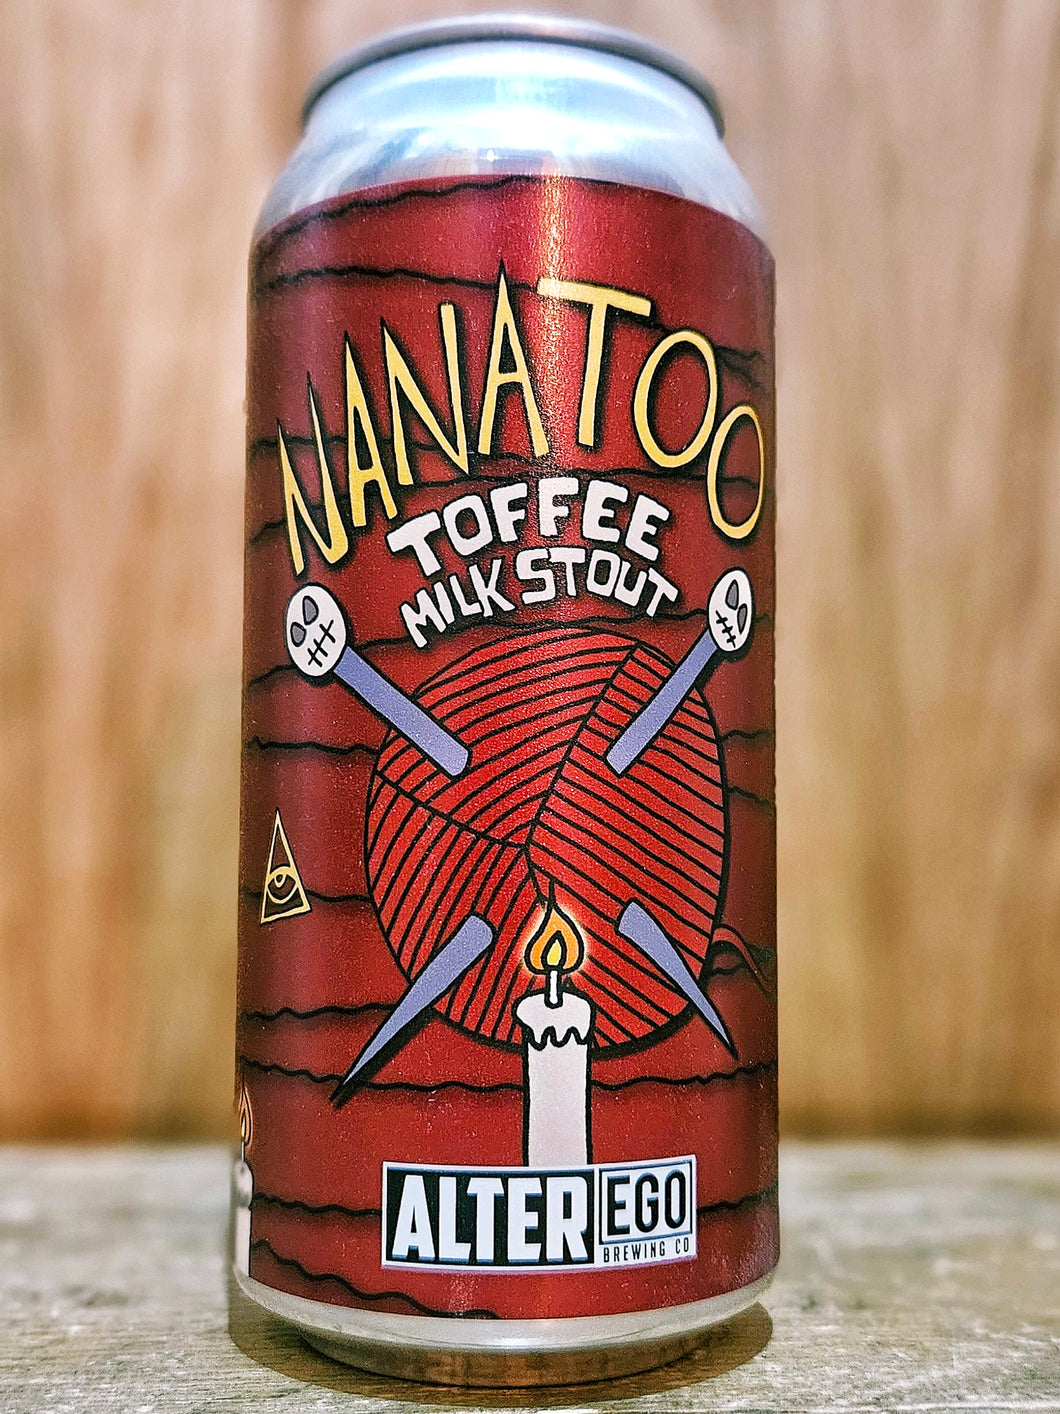 NANATOO
TOFFEE
MILK STOUT
ALTER EGO
BREWING CO